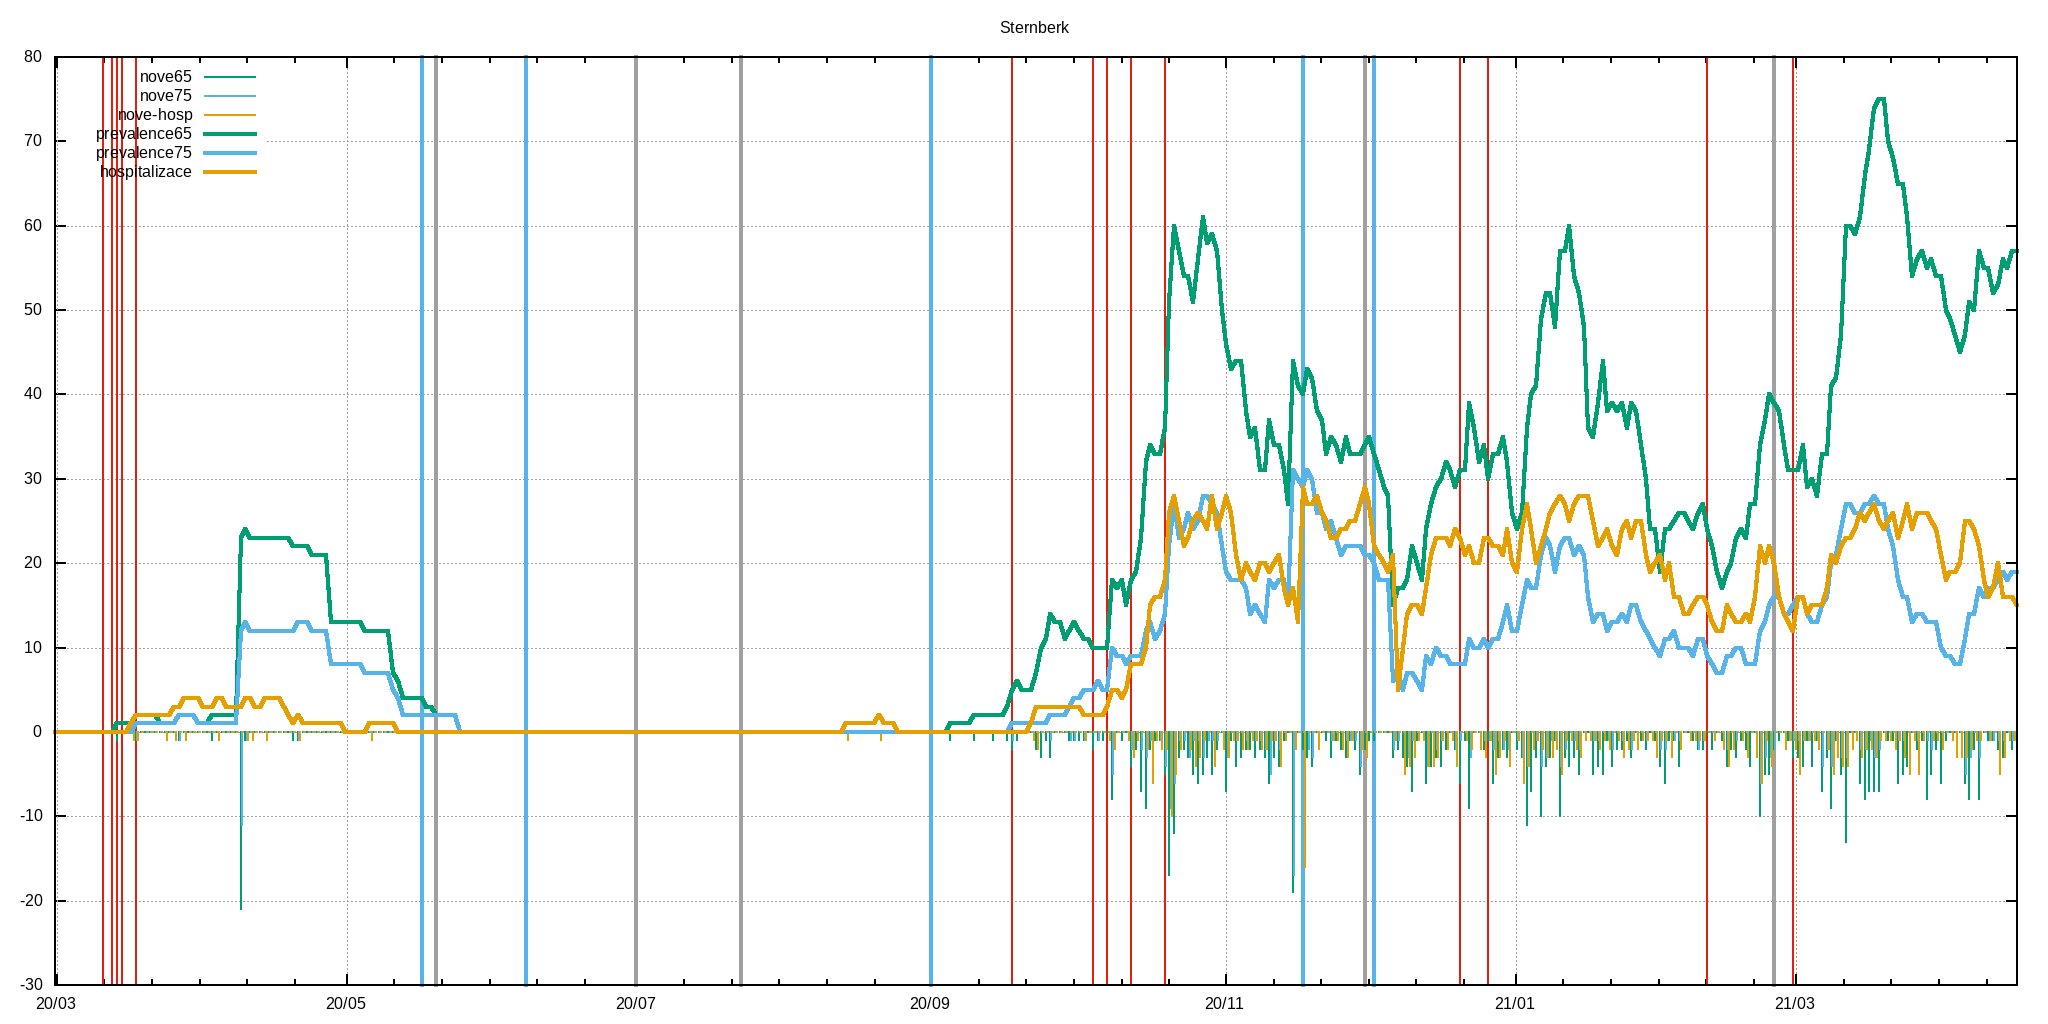 Sternberk
80
nove65
nove75
nove-hosp
prevalence65
prevalence75
hospitalizace
70
60
50
40
30
20
10
0
-10
-20
-30
20/03 20/05 20/07 20/09 20/11 21/01 21/03